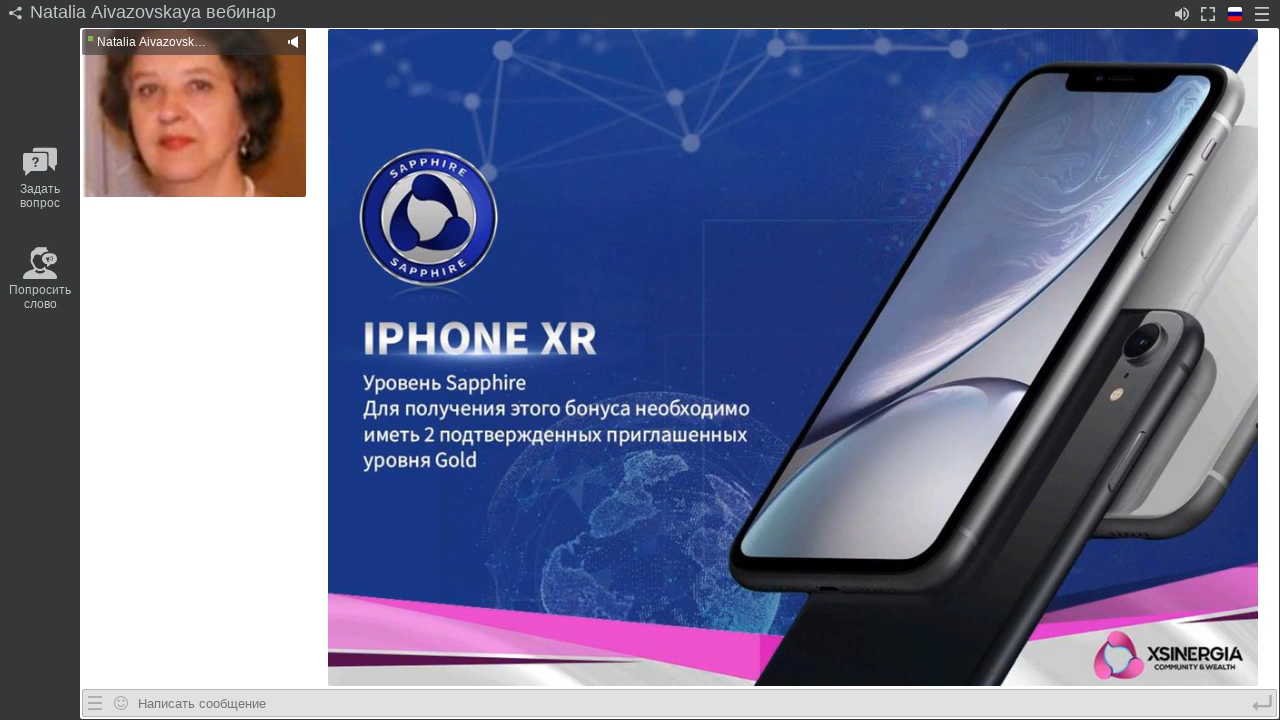 Natalia Aivazovskaya вебинар
Natalia Aivazovsk...
Задать
вопрос
Попросить
слово
SAPPHIRE
SAPPHIRE
IPHONE XR
Уровень Sapphire
Для получения этого бонуса необходимо
иметь 2 подтвержденных приглашенных
уровня Gold
XSINERGIA
COMMUNITY & WEALTH
Написать сообщение